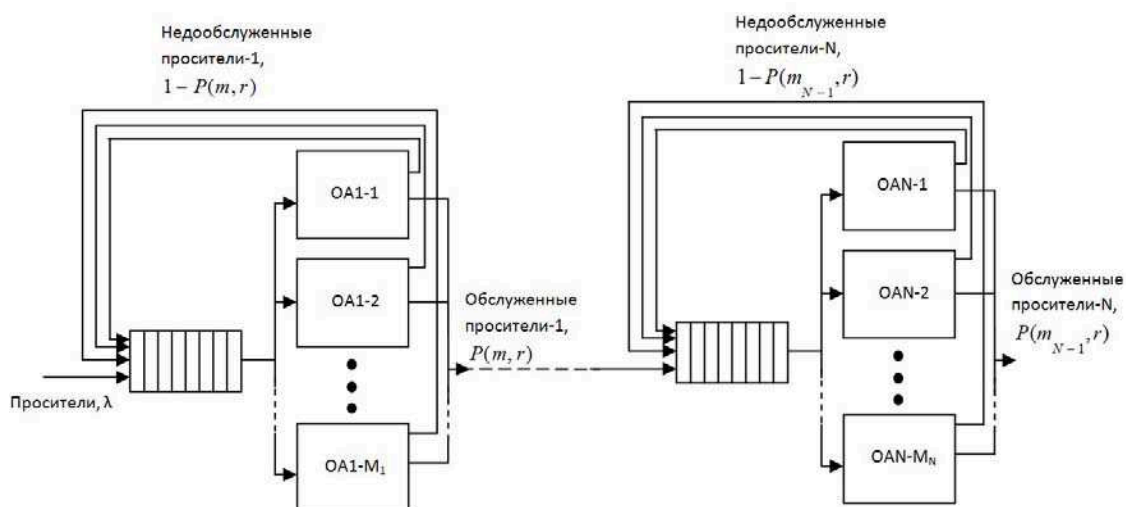 Недообслуженные
просители-1,
1 − P(m, r)
OA1-1
OA1-2
OA1-M₁
Просители, λ
Обслуженные
просители-1,
P(m, r)
Недообслуженные
просители-N,
1 − P(m_{N−1}, r)
OAN-1
OAN-2
OAN-M_N
Обслуженные
просители-N,
P(m_{N−1}, r)